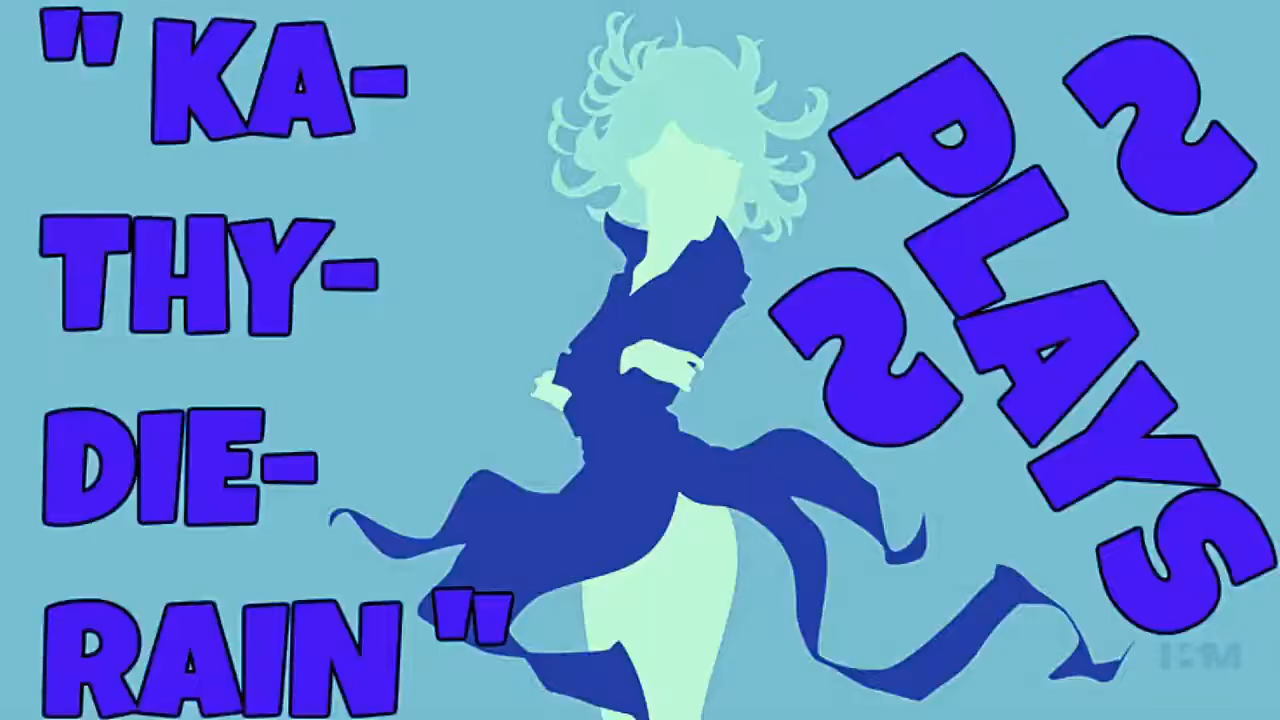 " KA-
THY-
DIE-
RAIN "
~
PLAYS
~